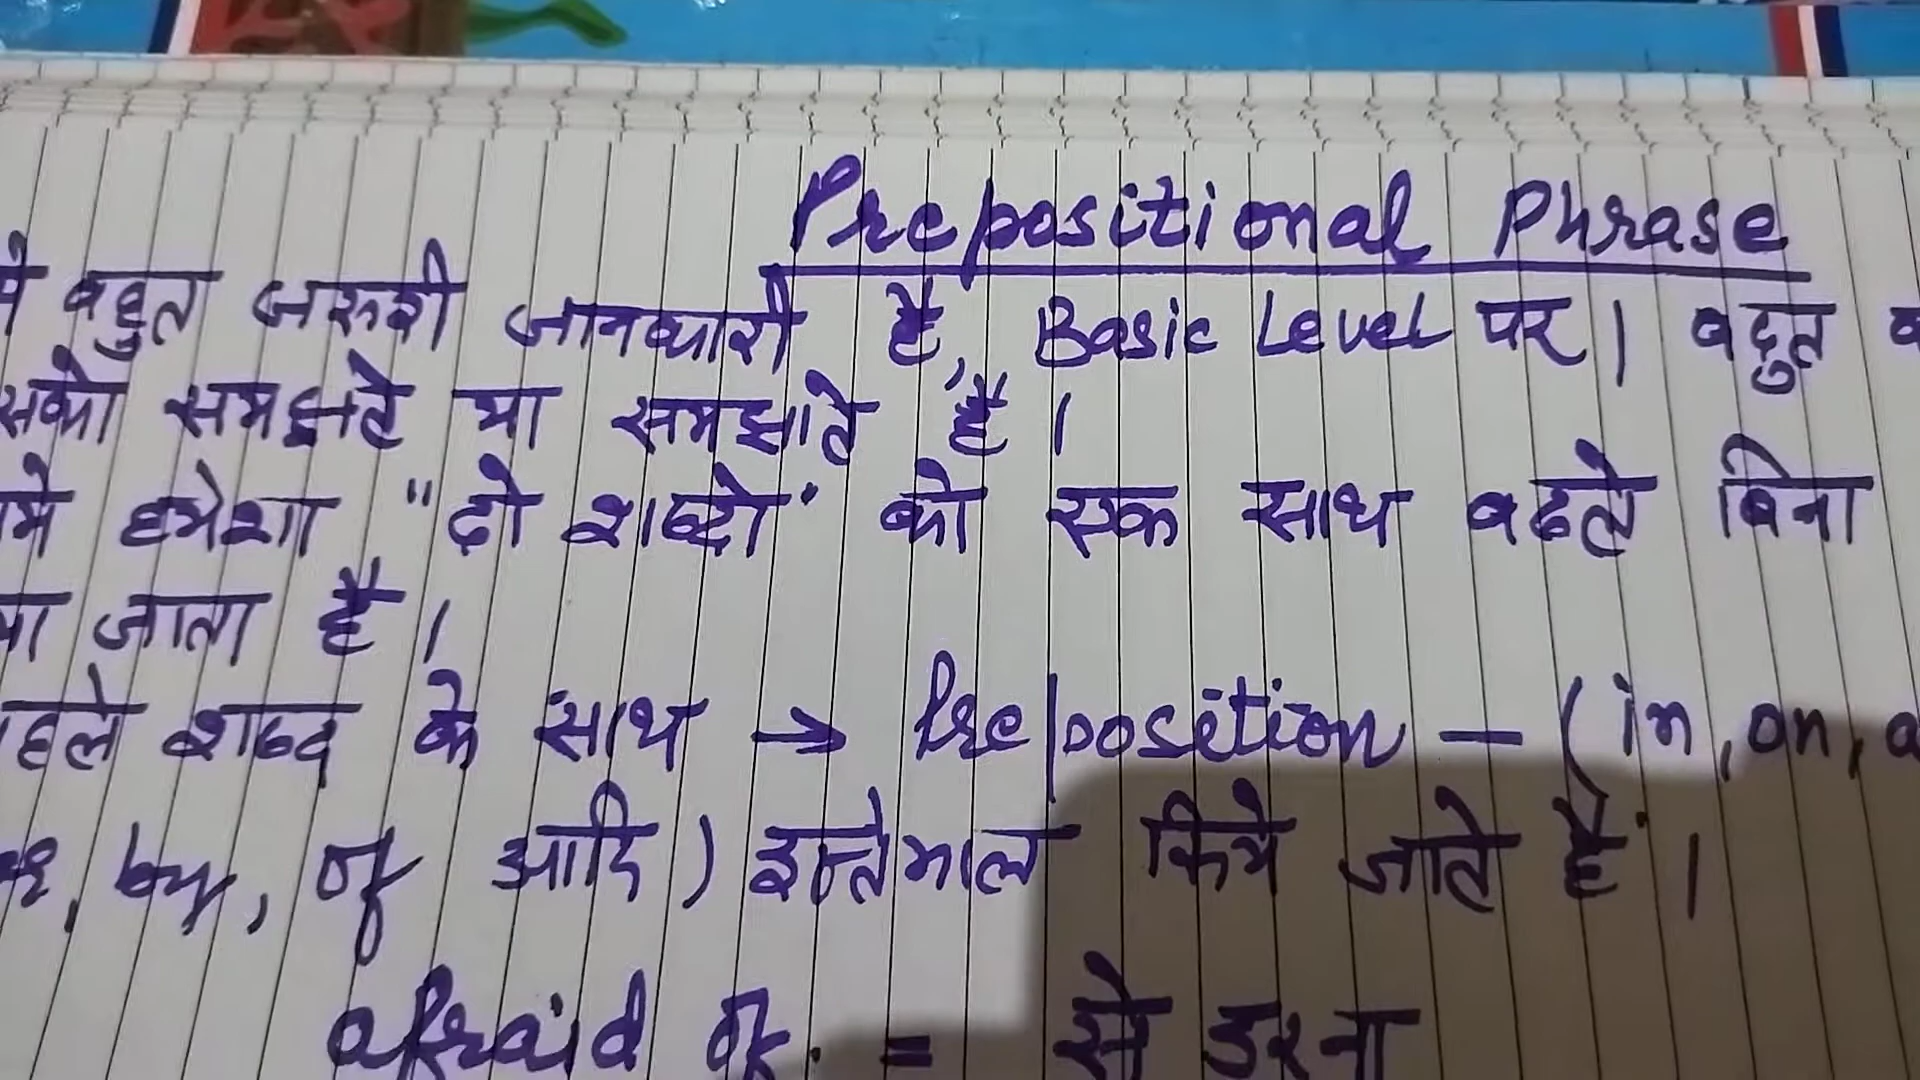 Prepositional Phrase
बहुत जरुरी जानकारी है, Basic Level पर। बहुत
समझते या समझाते है।
हमेशा "दो शब्दो" को एक साथ बदले बिना
जाता है।
शब्द के साथ → Preposition — (in, on,
by, of आदि) इस्तेमाल किये जाते है।
afraid of = से डरना